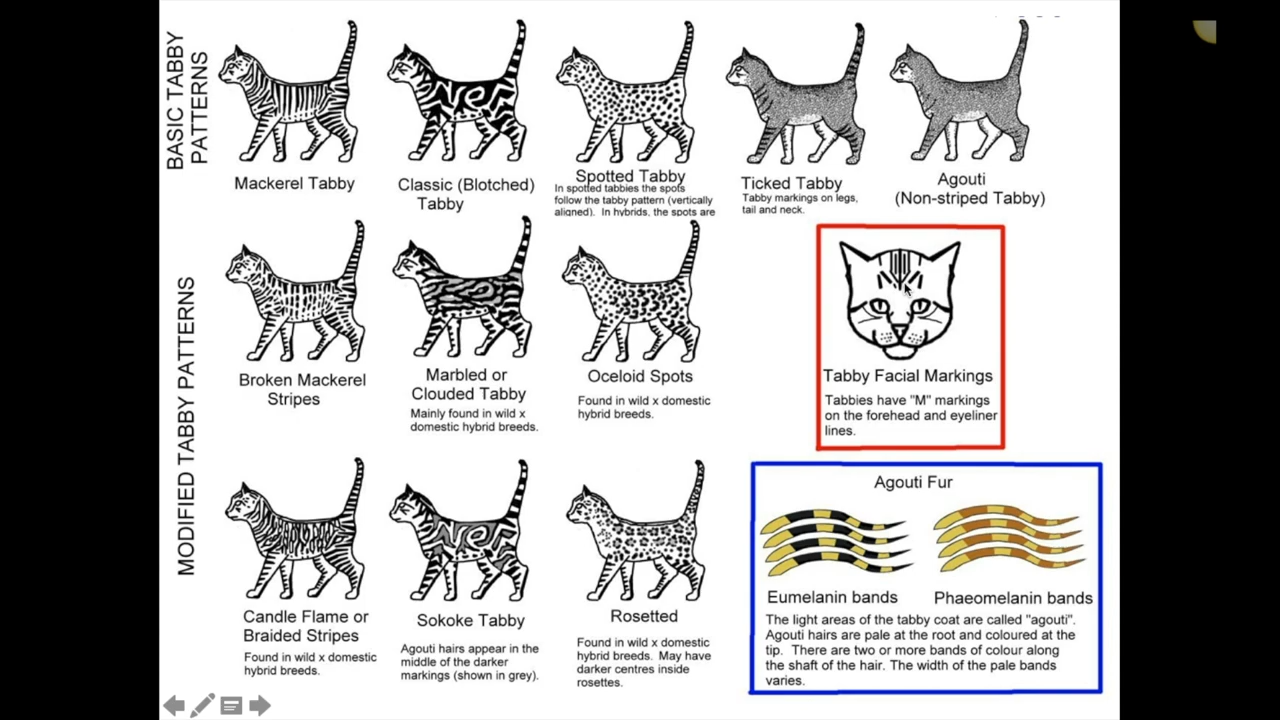 BASIC TABBY
PATTERNS
Mackerel Tabby
Classic (Blotched)
Tabby
Spotted Tabby
In spotted tabbies the spots
follow the tabby pattern (vertically
aligned). In hybrids, the spots are
Ticked Tabby
Tabby markings on legs,
tail and neck.
Agouti
(Non-striped Tabby)
MODIFIED TABBY PATTERNS
Broken Mackerel
Stripes
Marbled or
Clouded Tabby
Mainly found in wild x
domestic hybrid breeds.
Oceloid Spots
Found in wild x domestic
hybrid breeds.
Tabby Facial Markings
Tabbies have "M" markings
on the forehead and eyeliner
lines.
Candle Flame or
Braided Stripes
Found in wild x domestic
hybrid breeds.
Sokoke Tabby
Agouti hairs appear in the
middle of the darker
markings (shown in grey).
Rosetted
Found in wild x domestic
hybrid breeds. May have
darker centres inside
rosettes.
Agouti Fur
Eumelanin bands
Phaeomelanin bands
The light areas of the tabby coat are called "agouti".
Agouti hairs are pale at the root and coloured at the
tip. There are two or more bands of colour along
the shaft of the hair. The width of the pale bands
varies.